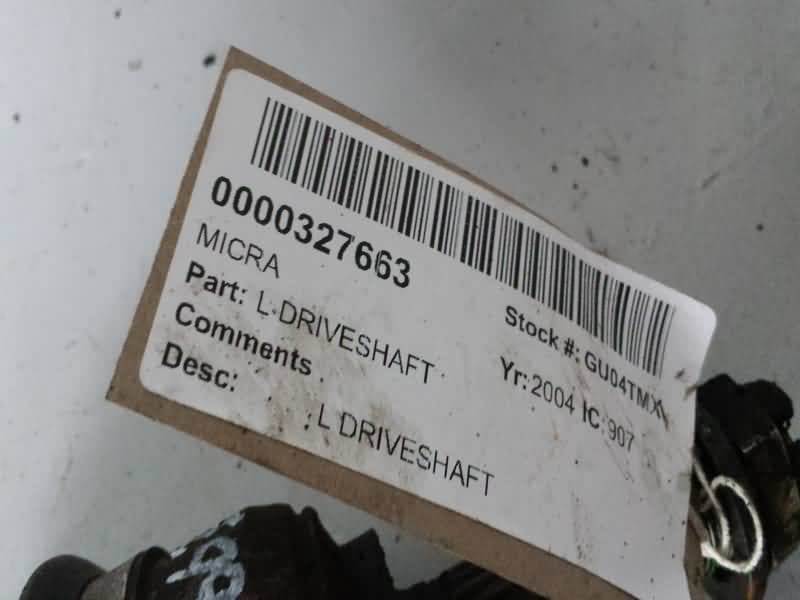 0000327663
MICRA
Stock #: GU04TMX
Part: L DRIVESHAFT
Yr: 2004 IC: 907
Comments
Desc: L DRIVESHAFT